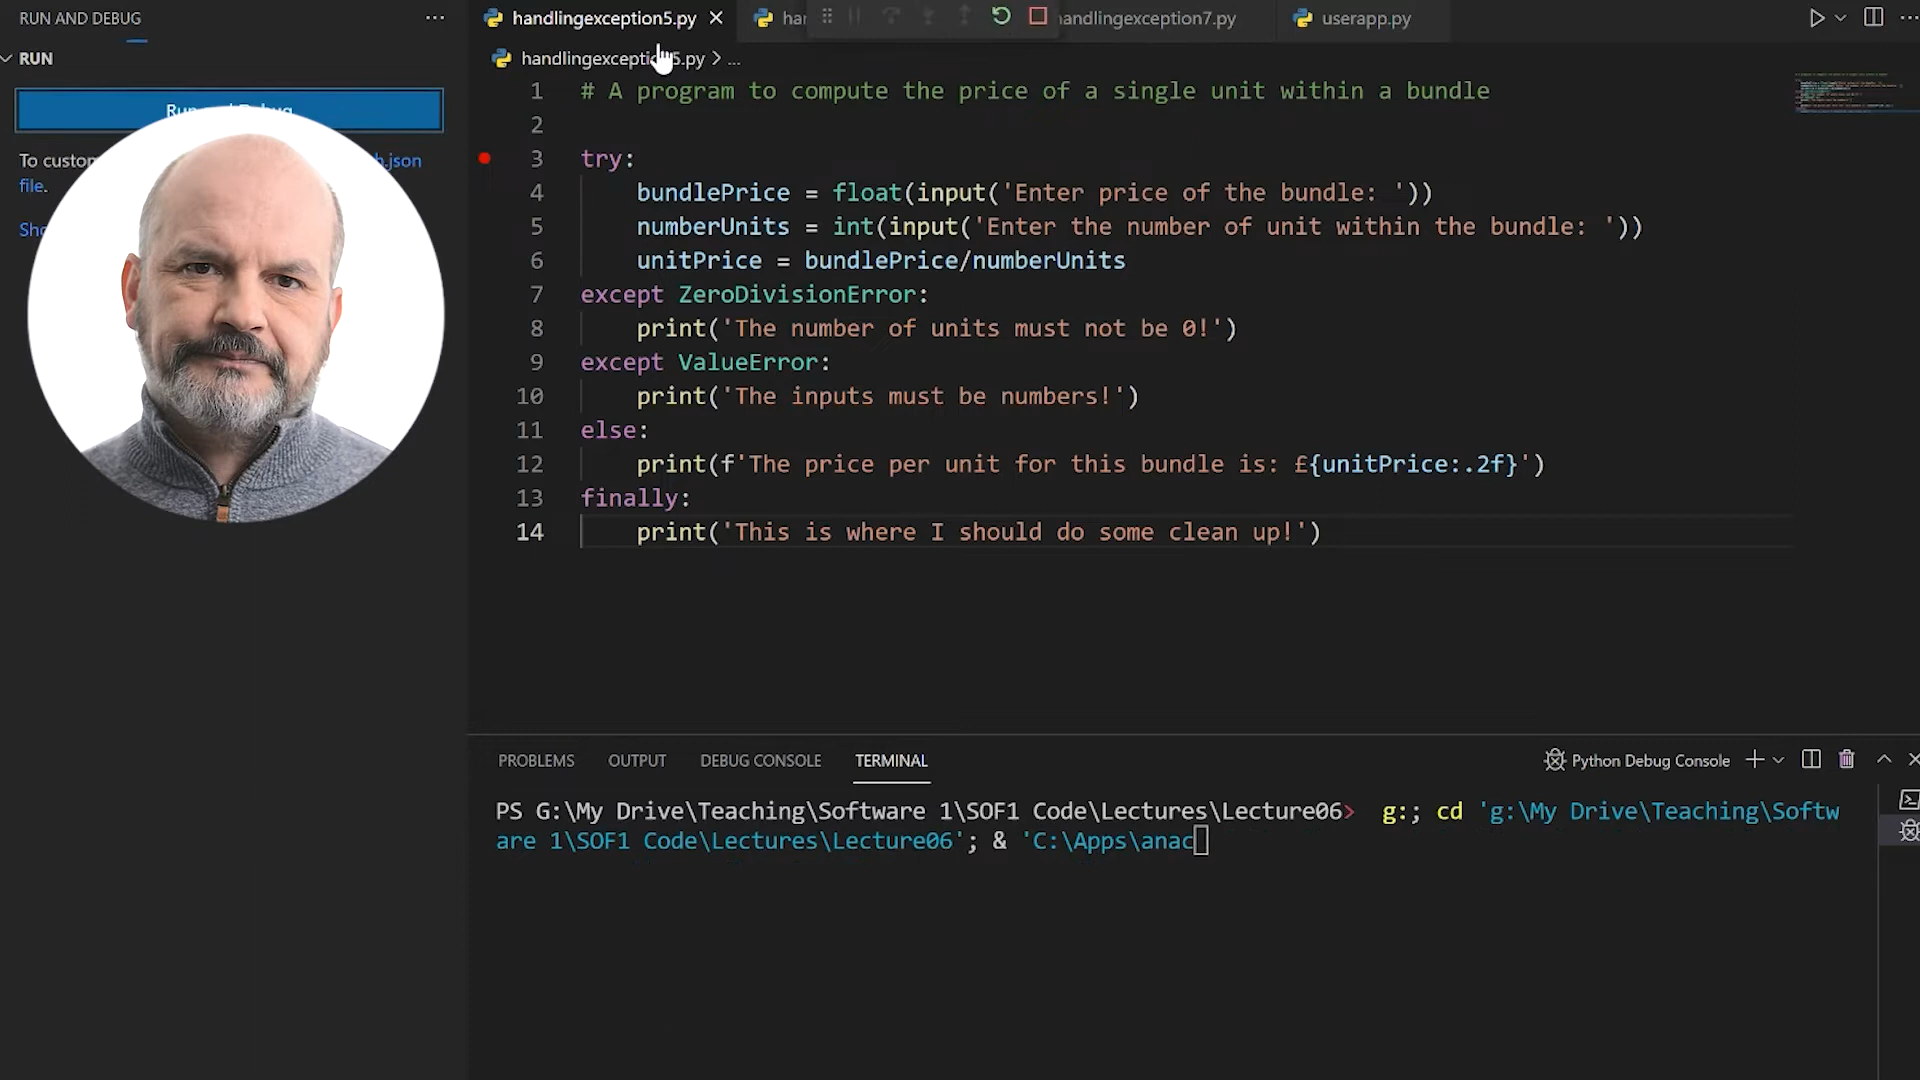 RUN AND DEBUG
handlingexception5.py
handlingexception7.py
userapp.py
RUN
handlingexception5.py > ...
Run and Debug
To custom
h.json
file.
Sho
1 # A program to compute the price of a single unit within a bundle
2
3 try:
4 bundlePrice = float(input('Enter price of the bundle: '))
5 numberUnits = int(input('Enter the number of unit within the bundle: '))
6 unitPrice = bundlePrice/numberUnits
7 except ZeroDivisionError:
8 print('The number of units must not be 0!')
9 except ValueError:
10 print('The inputs must be numbers!')
11 else:
12 print(f'The price per unit for this bundle is: £{unitPrice:.2f}')
13 finally:
14 print('This is where I should do some clean up!')
PROBLEMS OUTPUT DEBUG CONSOLE TERMINAL
Python Debug Console
PS G:\My Drive\Teaching\Software 1\SOF1 Code\Lectures\Lecture06> g:; cd 'g:\My Drive\Teaching\Softw
are 1\SOF1 Code\Lectures\Lecture06'; & 'C:\Apps\anac